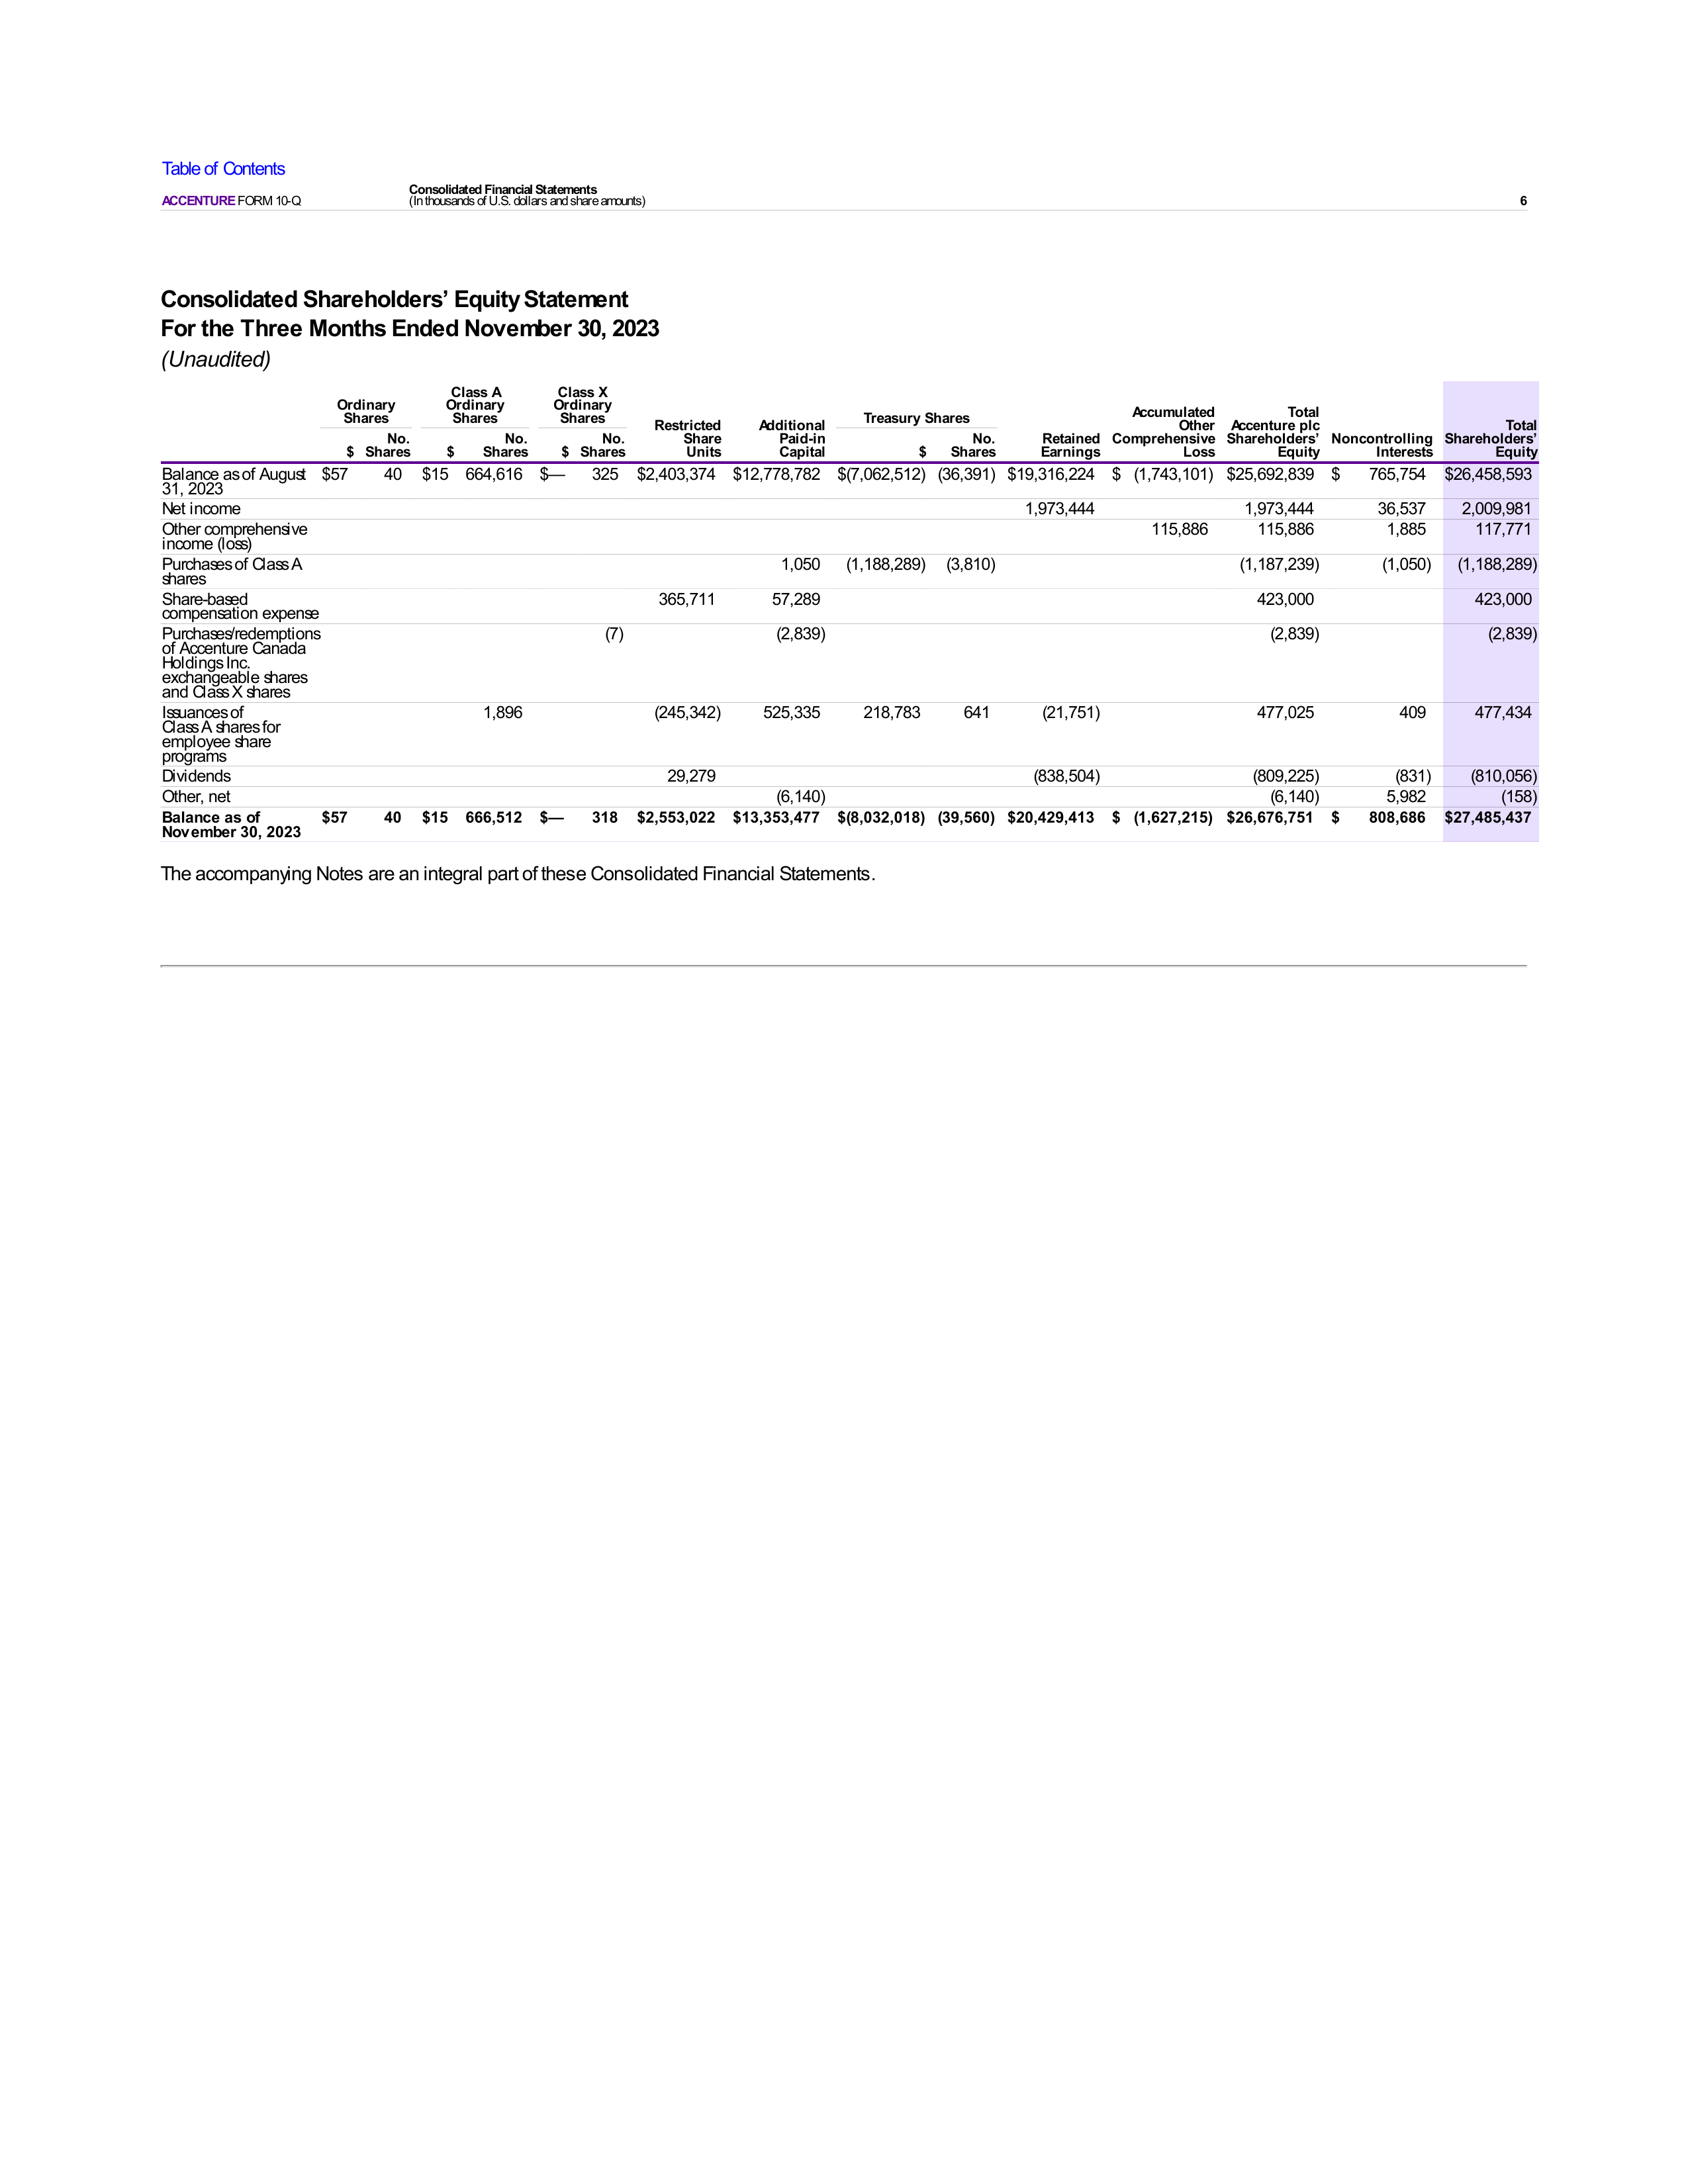 Table of Contents
ACCENTURE FORM 10-Q
Consolidated Financial Statements
(In thousands of U.S. dollars and share amounts)
6
Consolidated Shareholders’ Equity Statement
For the Three Months Ended November 30, 2023
(Unaudited)
Ordinary Shares Class A Ordinary Shares Class X Ordinary Shares Restricted Share Units Additional Paid-in Capital Treasury Shares Retained Earnings Accumulated Other Comprehensive Loss Total Accenture plc Shareholders’ Equity Noncontrolling Interests Total Shareholders’ Equity
$ No. Shares $ No. Shares $ No. Shares $ No. Shares
Balance as of August 31, 2023 $57 40 $15 664,616 $— 325 $2,403,374 $12,778,782 $(7,062,512) (36,391) $19,316,224 $ (1,743,101) $25,692,839 $ 765,754 $26,458,593
Net income 1,973,444 1,973,444 36,537 2,009,981
Other comprehensive income (loss) 115,886 115,886 1,885 117,771
Purchases of Class A shares 1,050 (1,188,289) (3,810) (1,187,239) (1,050) (1,188,289)
Share-based compensation expense 365,711 57,289 423,000 423,000
Purchases/redemptions of Accenture Canada Holdings Inc. exchangeable shares and Class X shares (7) (2,839) (2,839) (2,839)
Issuances of Class A shares for employee share programs 1,896 (245,342) 525,335 218,783 641 (21,751) 477,025 409 477,434
Dividends 29,279 (838,504) (809,225) (831) (810,056)
Other, net (6,140) (6,140) 5,982 (158)
Balance as of November 30, 2023 $57 40 $15 666,512 $— 318 $2,553,022 $13,353,477 $(8,032,018) (39,560) $20,429,413 $ (1,627,215) $26,676,751 $ 808,686 $27,485,437
The accompanying Notes are an integral part of these Consolidated Financial Statements.